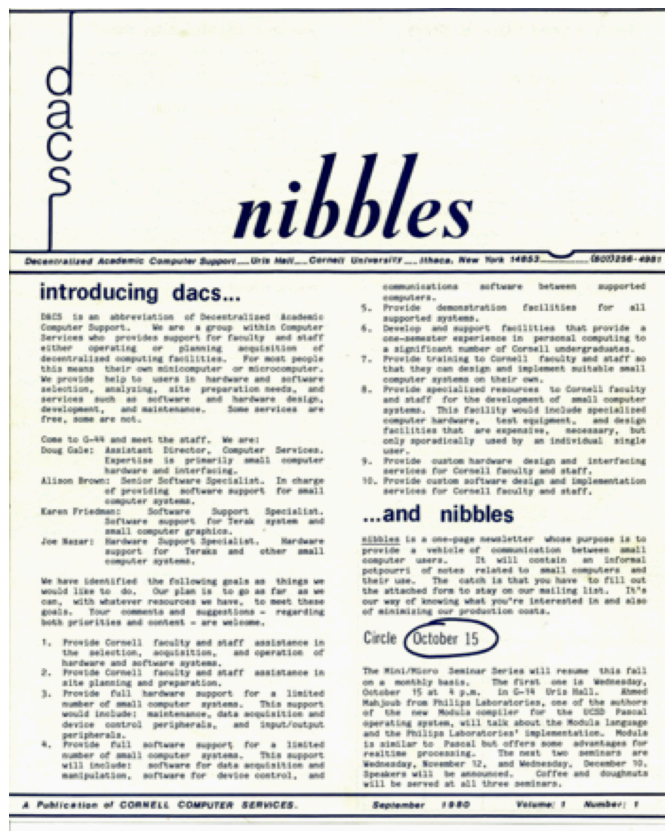 dacs
nibbles
Decentralized Academic Computer Support__Uris Hall__Cornell University__Ithaca, New York 14853____(607)256-4981
introducing dacs...
DACS is an abbreviation of Decentralized Academic
Computer Support. We are a group within Computer
Services who provides support for faculty and staff
either operating or planning acquisition of
decentralized computing facilities. For most people
this means their own minicomputer or microcomputer.
We provide help to users in hardware and software
selection, analyzing, site preparation needs, and
services such as software and hardware design,
development, and maintenance. Some services are
free, some are not.
Come to G-44 and meet the staff. We are:
Doug Gale: Assistant Director, Computer Services.
Expertise is primarily small computer
hardware and interfacing.
Alison Brown: Senior Software Specialist. In charge
of providing software support for small
computer systems.
Karen Friedman: Software Support Specialist.
Software support for Terak system and
small computer graphics.
Joe Nazar: Hardware Support Specialist. Hardware
support for Teraks and other small
computer systems.
We have identified the following goals as things we
would like to do. Our plan is to go as far as we
can, with whatever resources we have, to meet these
goals. Your comments and suggestions - regarding
both priorities and content - are welcome.
1. Provide Cornell faculty and staff assistance in
the selection, acquisition, and operation of
hardware and software systems.
2. Provide Cornell faculty and staff assistance in
site planning and preparation.
3. Provide full hardware support for a limited
number of small computer systems. This support
would include: maintenance, data acquisition and
device control peripherals, and input/output
peripherals.
4. Provide full software support for a limited
number of small computer systems. This support
will include: software for data acquisition and
manipulation, software for device control, and
communications software between supported
computers.
5. Provide demonstration facilities for all
supported systems.
6. Develop and support facilities that provide a
one-semester experience in personal computing to
a significant number of Cornell undergraduates.
7. Provide training to Cornell faculty and staff so
that they can design and implement suitable small
computer systems on their own.
8. Provide specialized resources to Cornell faculty
and staff for the development of small computer
systems. This facility would include specialized
computer hardware, test equipment, and design
facilities that are expensive, necessary, but
only sporadically used by an individual single
user.
9. Provide custom hardware design and interfacing
services for Cornell faculty and staff.
10. Provide custom software design and implementation
services for Cornell faculty and staff.
...and nibbles
nibbles is a one-page newsletter whose purpose is to
provide a vehicle of communication between small
computer users. It will contain an informal
potpourri of notes related to small computers and
their use. The catch is that you have to fill out
the attached form to stay on our mailing list. It's
our way of knowing what you"re interested in and also
of minimizing our production costs.
Circle October 15
The Mini/Micro Seminar Series will resume this fall
on a monthly basis. The first one is Wednesday,
October 15 at 4 p.m. in G-14 Uris Hall. Ahmed
Mahjoub from Philips Laboratories, one of the authors
of the new Modula compiler for the UCSD Pascal
operating system, will talk about the Modula language
and the Philips Laboratories' implementation. Modula
is similar to Pascal but offers some advantages for
realtime processing. The next two seminars are
Wednesday, November 12, and Wednesday, December 10.
Speakers will be announced. Coffee and doughnuts
will be served at all three seminars.
A Publication of CORNELL COMPUTER SERVICES. September 1980 Volume: 1 Number: 1